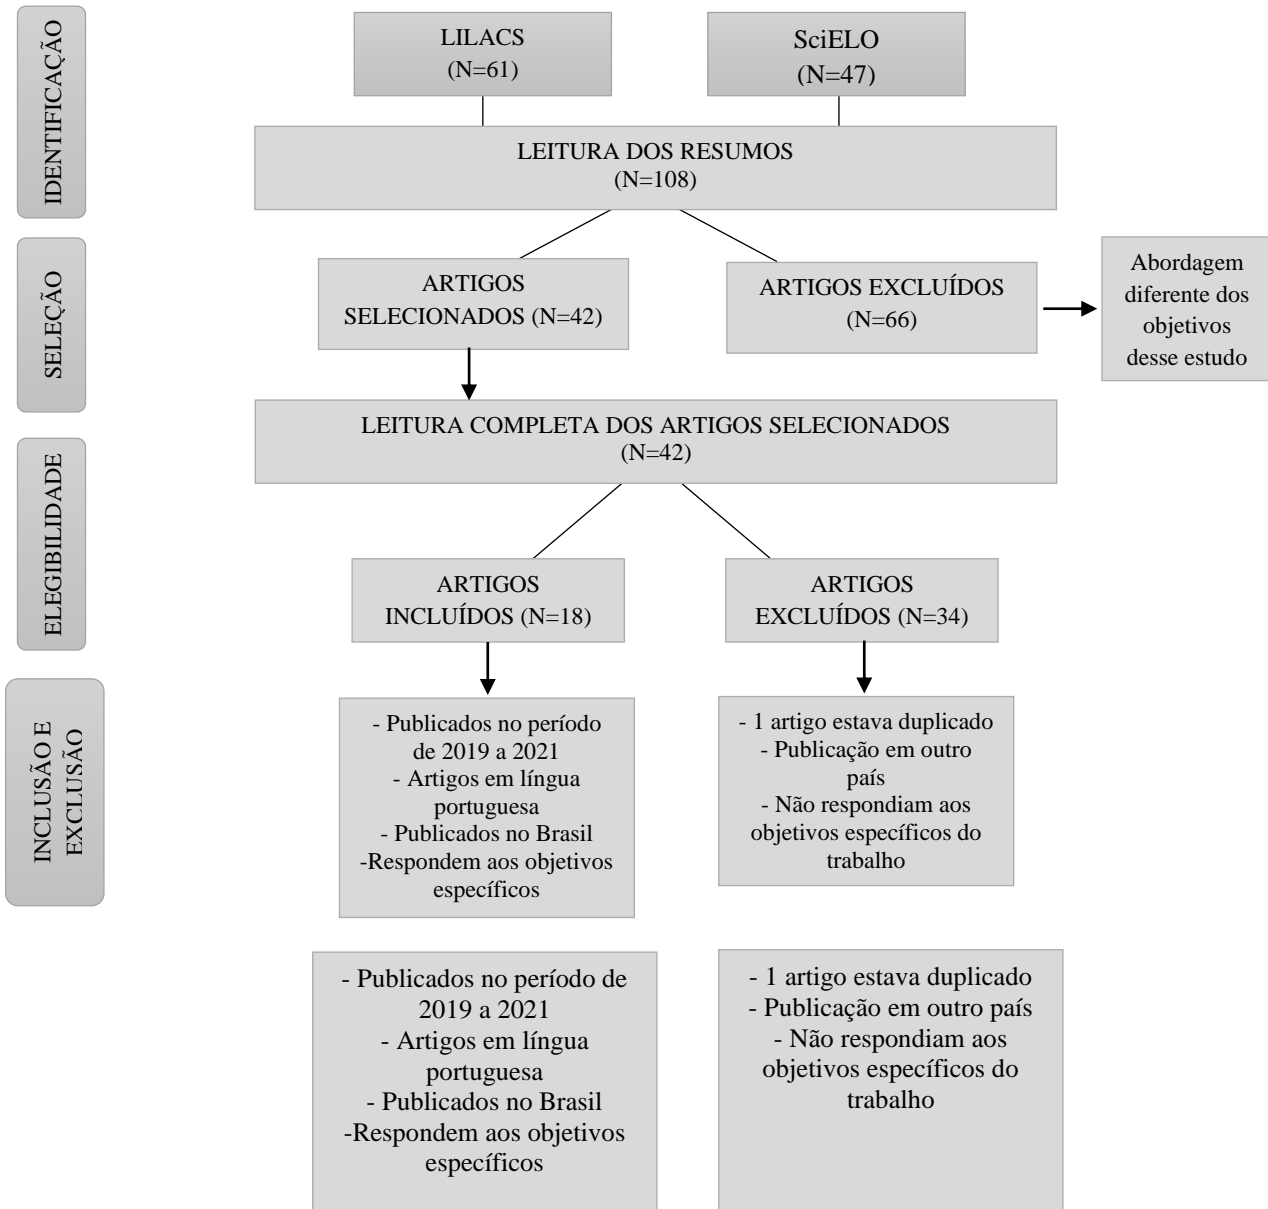 IDENTIFICAÇÃO
LILACS
(N=61)
SciELO
(N=47)
LEITURA DOS RESUMOS
(N=108)
SELEÇÃO
ARTIGOS
SELECIONADOS (N=42)
ARTIGOS EXCLUÍDOS
(N=66)
Abordagem
diferente dos
objetivos
desse estudo
LEITURA COMPLETA DOS ARTIGOS SELECIONADOS
(N=42)
ELEGIBILIDADE
ARTIGOS
INCLUÍDOS (N=18)
ARTIGOS
EXCLUÍDOS (N=34)
INCLUSÃO E
EXCLUSÃO
- Publicados no período
de 2019 a 2021
- Artigos em língua
portuguesa
- Publicados no Brasil
-Respondem aos objetivos
específicos
- 1 artigo estava duplicado
- Publicação em outro
país
- Não respondiam aos
objetivos específicos do
trabalho
- Publicados no período de
2019 a 2021
- Artigos em língua
portuguesa
- Publicados no Brasil
-Respondem aos objetivos
específicos
- 1 artigo estava duplicado
- Publicação em outro país
- Não respondiam aos
objetivos específicos do
trabalho